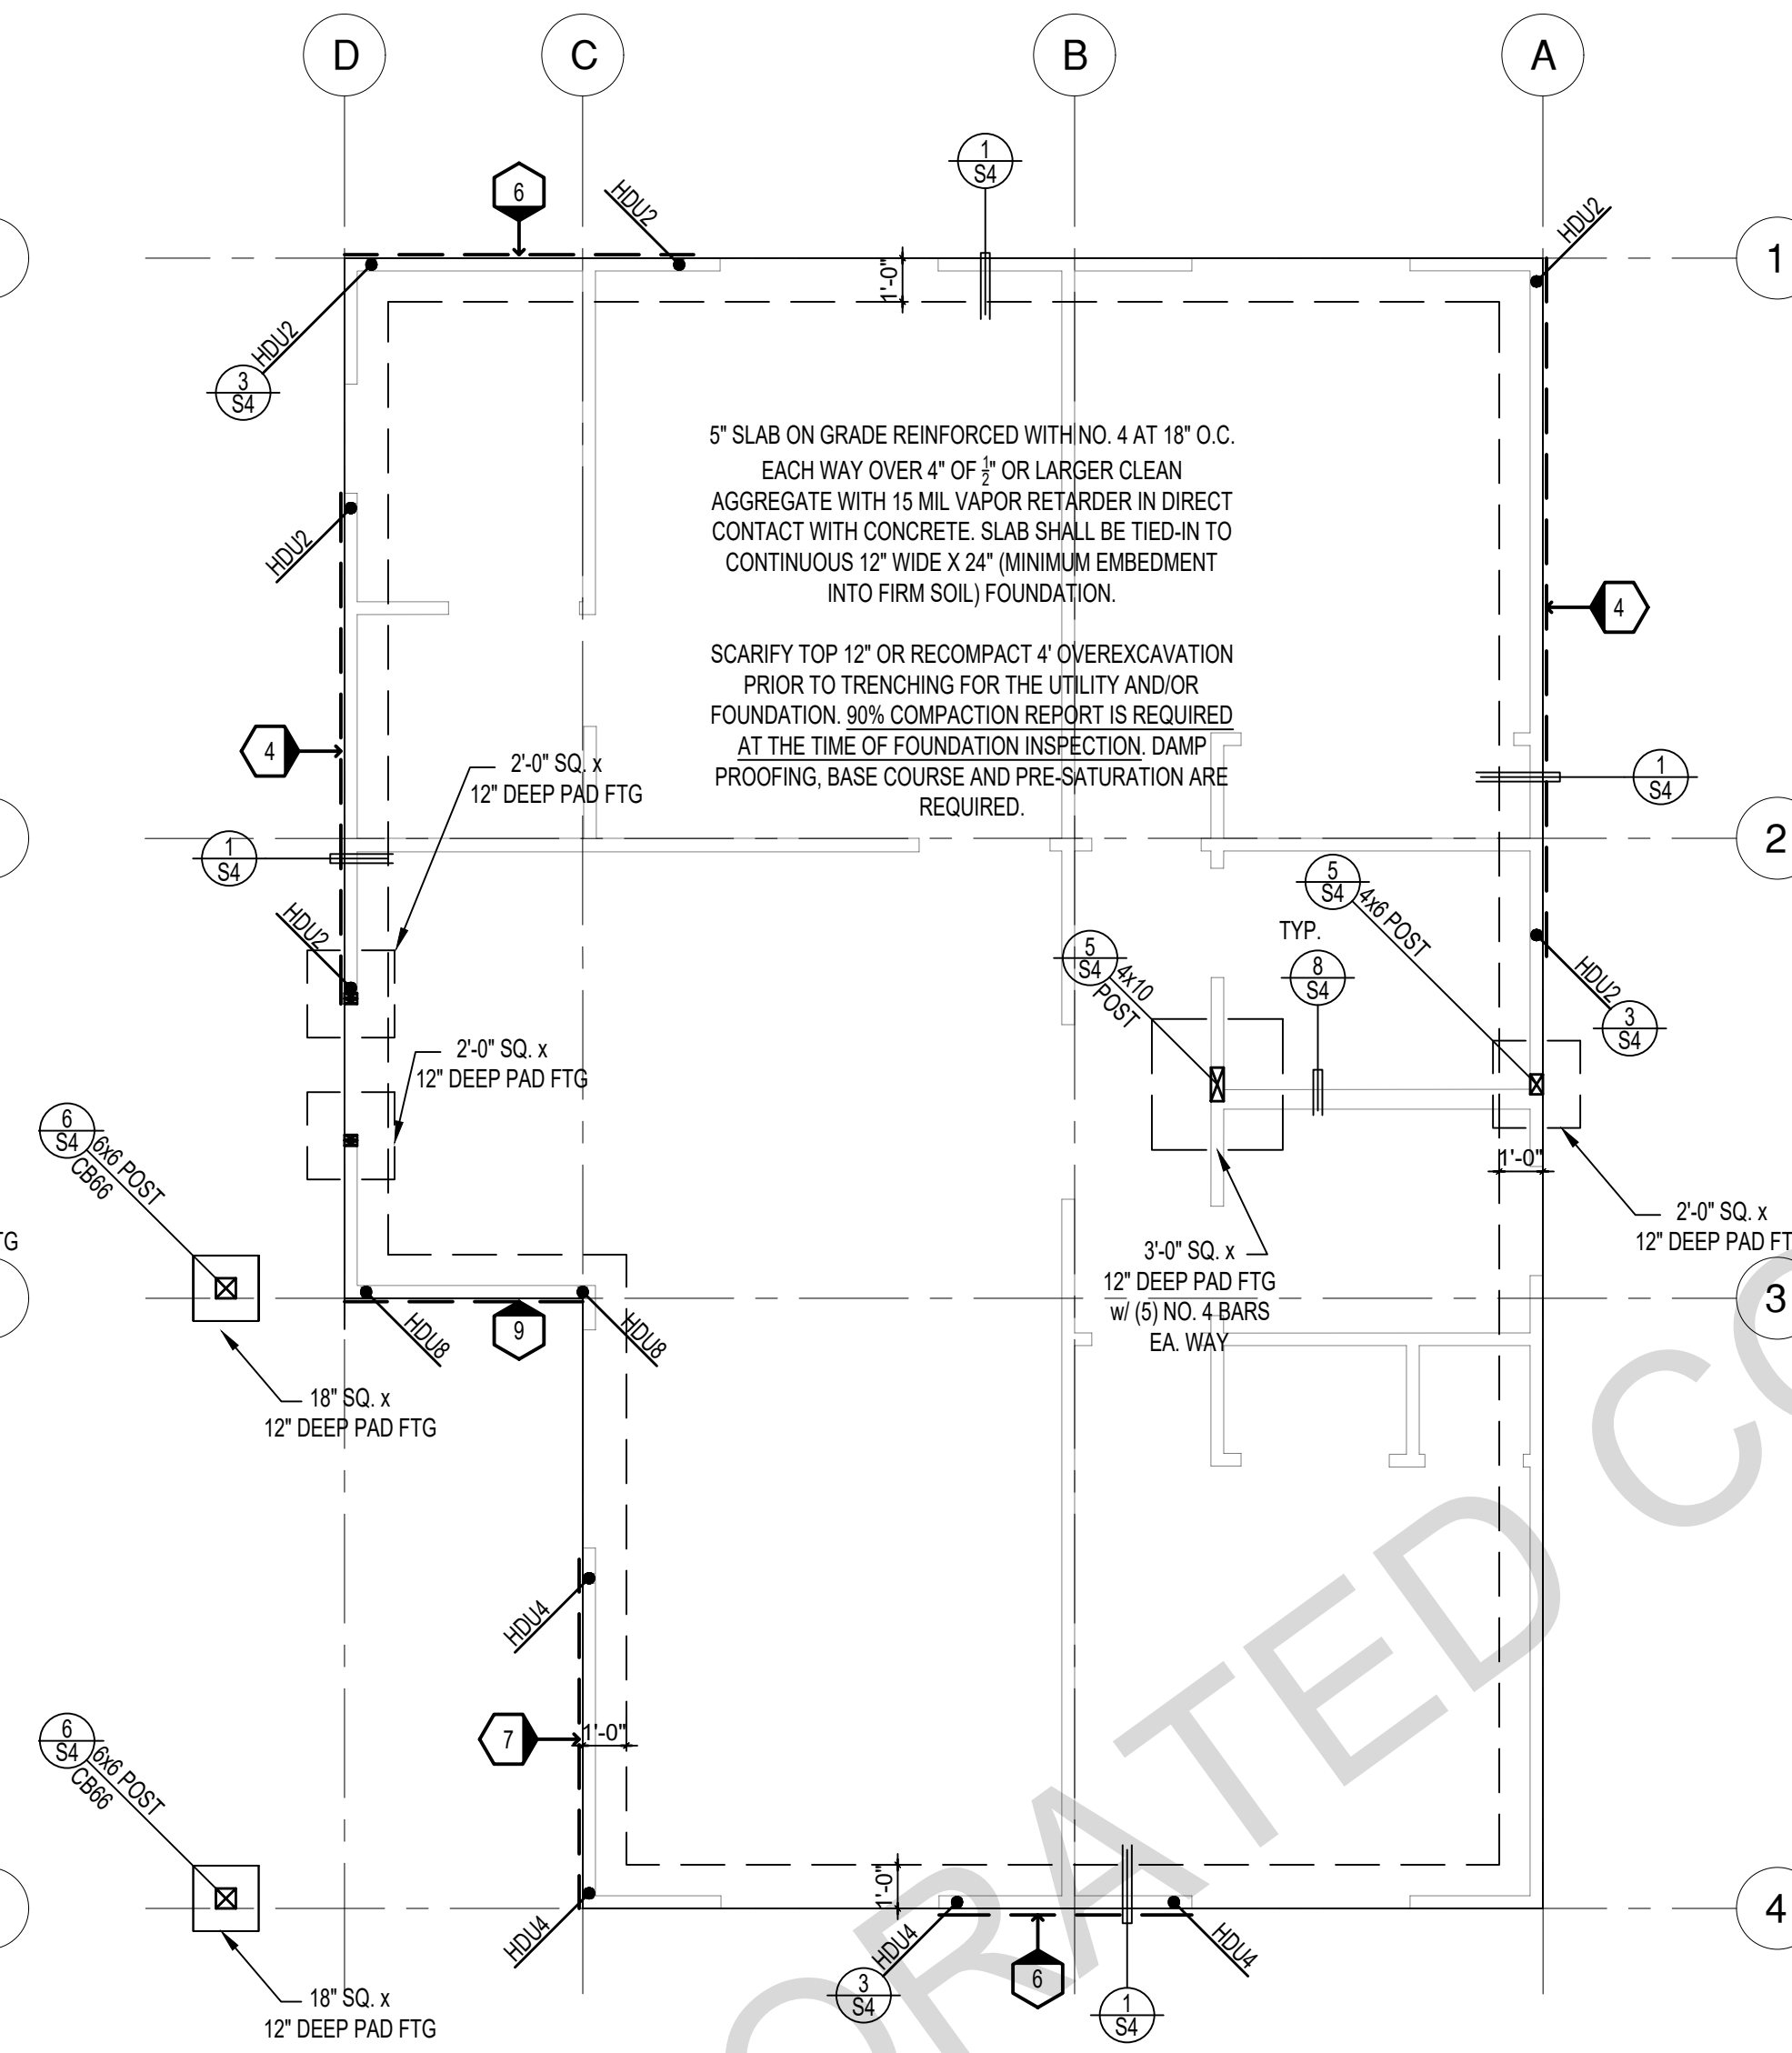 D
C
B
A
1
S4
6
HDU2
HDU2
1
1'-0"
HDU2
3
S4
5" SLAB ON GRADE REINFORCED WITH NO. 4 AT 18" O.C.
EACH WAY OVER 4" OF 1/2" OR LARGER CLEAN
AGGREGATE WITH 15 MIL VAPOR RETARDER IN DIRECT
CONTACT WITH CONCRETE. SLAB SHALL BE TIED-IN TO
CONTINUOUS 12" WIDE X 24" (MINIMUM EMBEDMENT
INTO FIRM SOIL) FOUNDATION.
HDU2
4
SCARIFY TOP 12" OR RECOMPACT 4' OVEREXCAVATION
PRIOR TO TRENCHING FOR THE UTILITY AND/OR
FOUNDATION. 90% COMPACTION REPORT IS REQUIRED
AT THE TIME OF FOUNDATION INSPECTION. DAMP
PROOFING, BASE COURSE AND PRE-SATURATION ARE
REQUIRED.
4
2'-0" SQ. x
12" DEEP PAD FTG
1
S4
1
S4
2
5
S4
4x6 POST
HDU2
TYP.
8
S4
5
S4
4x10
POST
HDU2
3
S4
2'-0" SQ. x
12" DEEP PAD FTG
6
S4
6x6 POST
CB66
1'-0"
2'-0" SQ. x
12" DEEP PAD FT
TG
3'-0" SQ. x
12" DEEP PAD FTG
w/ (5) NO. 4 BARS
EA. WAY
3
9
HDU8
HDU8
18" SQ. x
12" DEEP PAD FTG
HDU4
7
1'-0"
6
S4
6x6 POST
CB66
1'-0"
4
HDU4
HDU4
3
S4
6
HDU4
1
S4
18" SQ. x
12" DEEP PAD FTG
ORATED CO